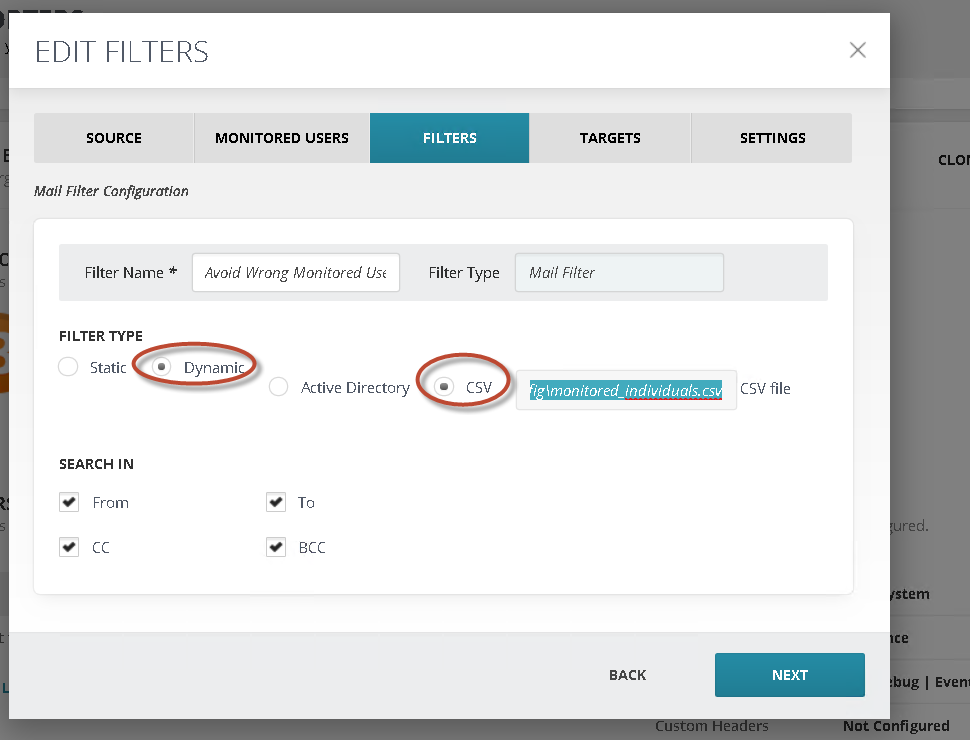 EDIT FILTERS
SOURCE MONITORED USERS FILTERS TARGETS SETTINGS
CLO
Mail Filter Configuration
Filter Name * Avoid Wrong Monitored Use Filter Type Mail Filter
FILTER TYPE
Static Dynamic
Active Directory CSV fig\monitored_individuals.csv CSV file
SEARCH IN
From To
gured.
CC BCC
ystem
nce
BACK NEXT
ebug | Event
Custom Headers Not Configured